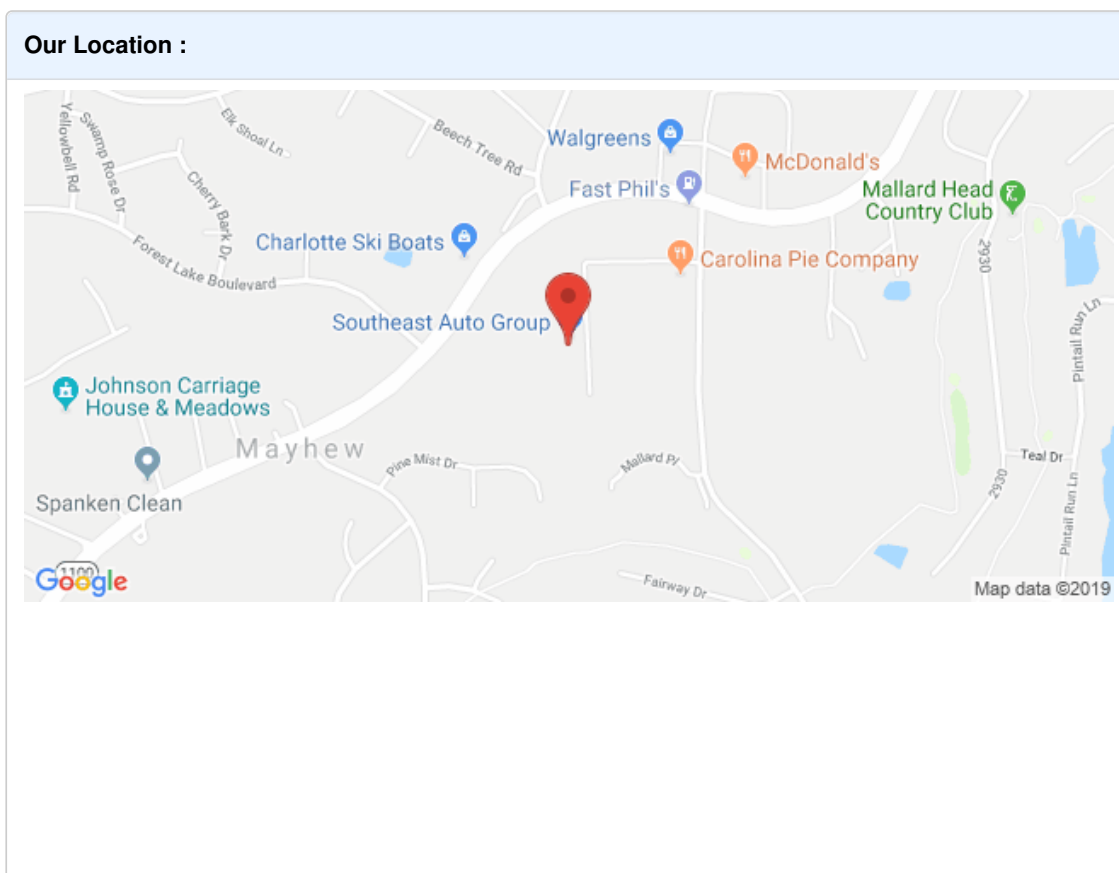 Our Location :
Yellowbell Rd
Swamp Rose Dr
Elk Shoal Ln
Cherry Bark Dr
Beech Tree Rd
Walgreens
McDonald's
Fast Phil's
Mallard Head
Country Club
Charlotte Ski Boats
Forest Lake Boulevard
Carolina Pie Company
2930
Southeast Auto Group
Pintail Run Ln
Johnson Carriage
House & Meadows
Mayhew
Pine Mist Dr
Mallard Pl
Teal Dr
2930
Spanken Clean
Pintail Run Ln
1100
Google
Fairway Dr
Map data ©2019